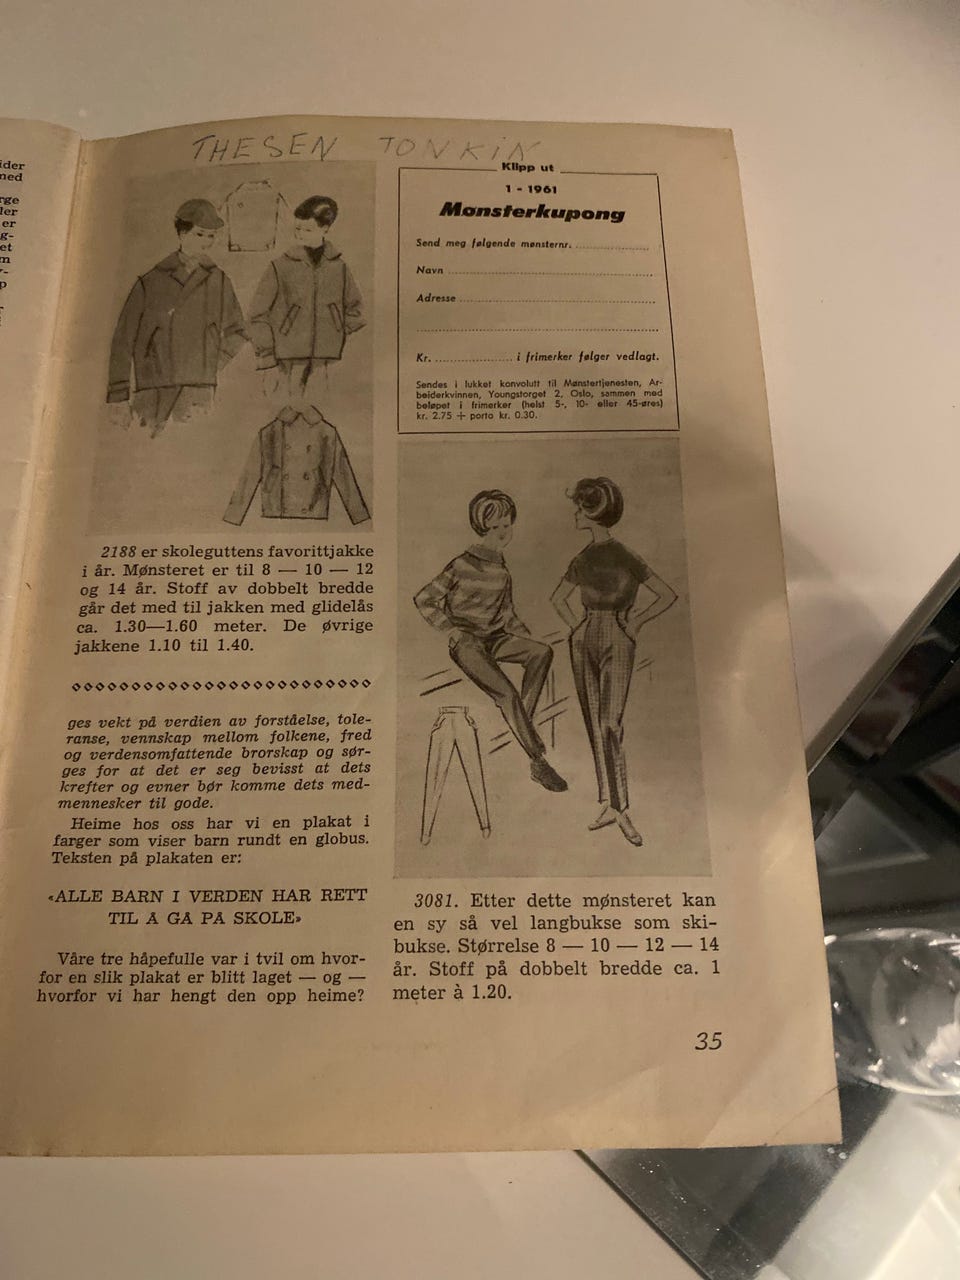 THESEN TONKIN
ider
ned
rge
ler
er
g-
et
m
r-
p
r
2188 er skoleguttens favorittjakke
i år. Mønsteret er til 8 — 10 — 12
og 14 år. Stoff av dobbelt bredde
går det med til jakken med glidelås
ca. 1.30—1.60 meter. De øvrige
jakkene 1.10 til 1.40.
ges vekt på verdien av forståelse, tole-
ranse, vennskap mellom folkene, fred
og verdensomfattende brorskap og sør-
ges for at det er seg bevisst at dets
krefter og evner bør komme dets med-
mennesker til gode.
Heime hos oss har vi en plakat i
farger som viser barn rundt en globus.
Teksten på plakaten er:
«ALLE BARN I VERDEN HAR RETT
TIL Å GÅ PÅ SKOLE»
Våre tre håpefulle var i tvil om hvor-
for en slik plakat er blitt laget — og —
hvorfor vi har hengt den opp heime?
Klipp ut
1 - 1961
Mønsterkupong
Send meg følgende mønsternr. ....................
Navn ..................................................
Adresse ................................................
............................................................
Kr. .................... i frimerker følger vedlagt.
Sendes i lukket konvolutt til Mønstertjenesten, Ar-
beiderkvinnen, Youngstorget 2, Oslo, sammen med
beløpet i frimerker (helst 5-, 10- eller 45-øres)
kr. 2.75 + porto kr. 0.30.
3081. Etter dette mønsteret kan
en sy så vel langbukse som ski-
bukse. Størrelse 8 — 10 — 12 — 14
år. Stoff på dobbelt bredde ca. 1
meter à 1.20.
35